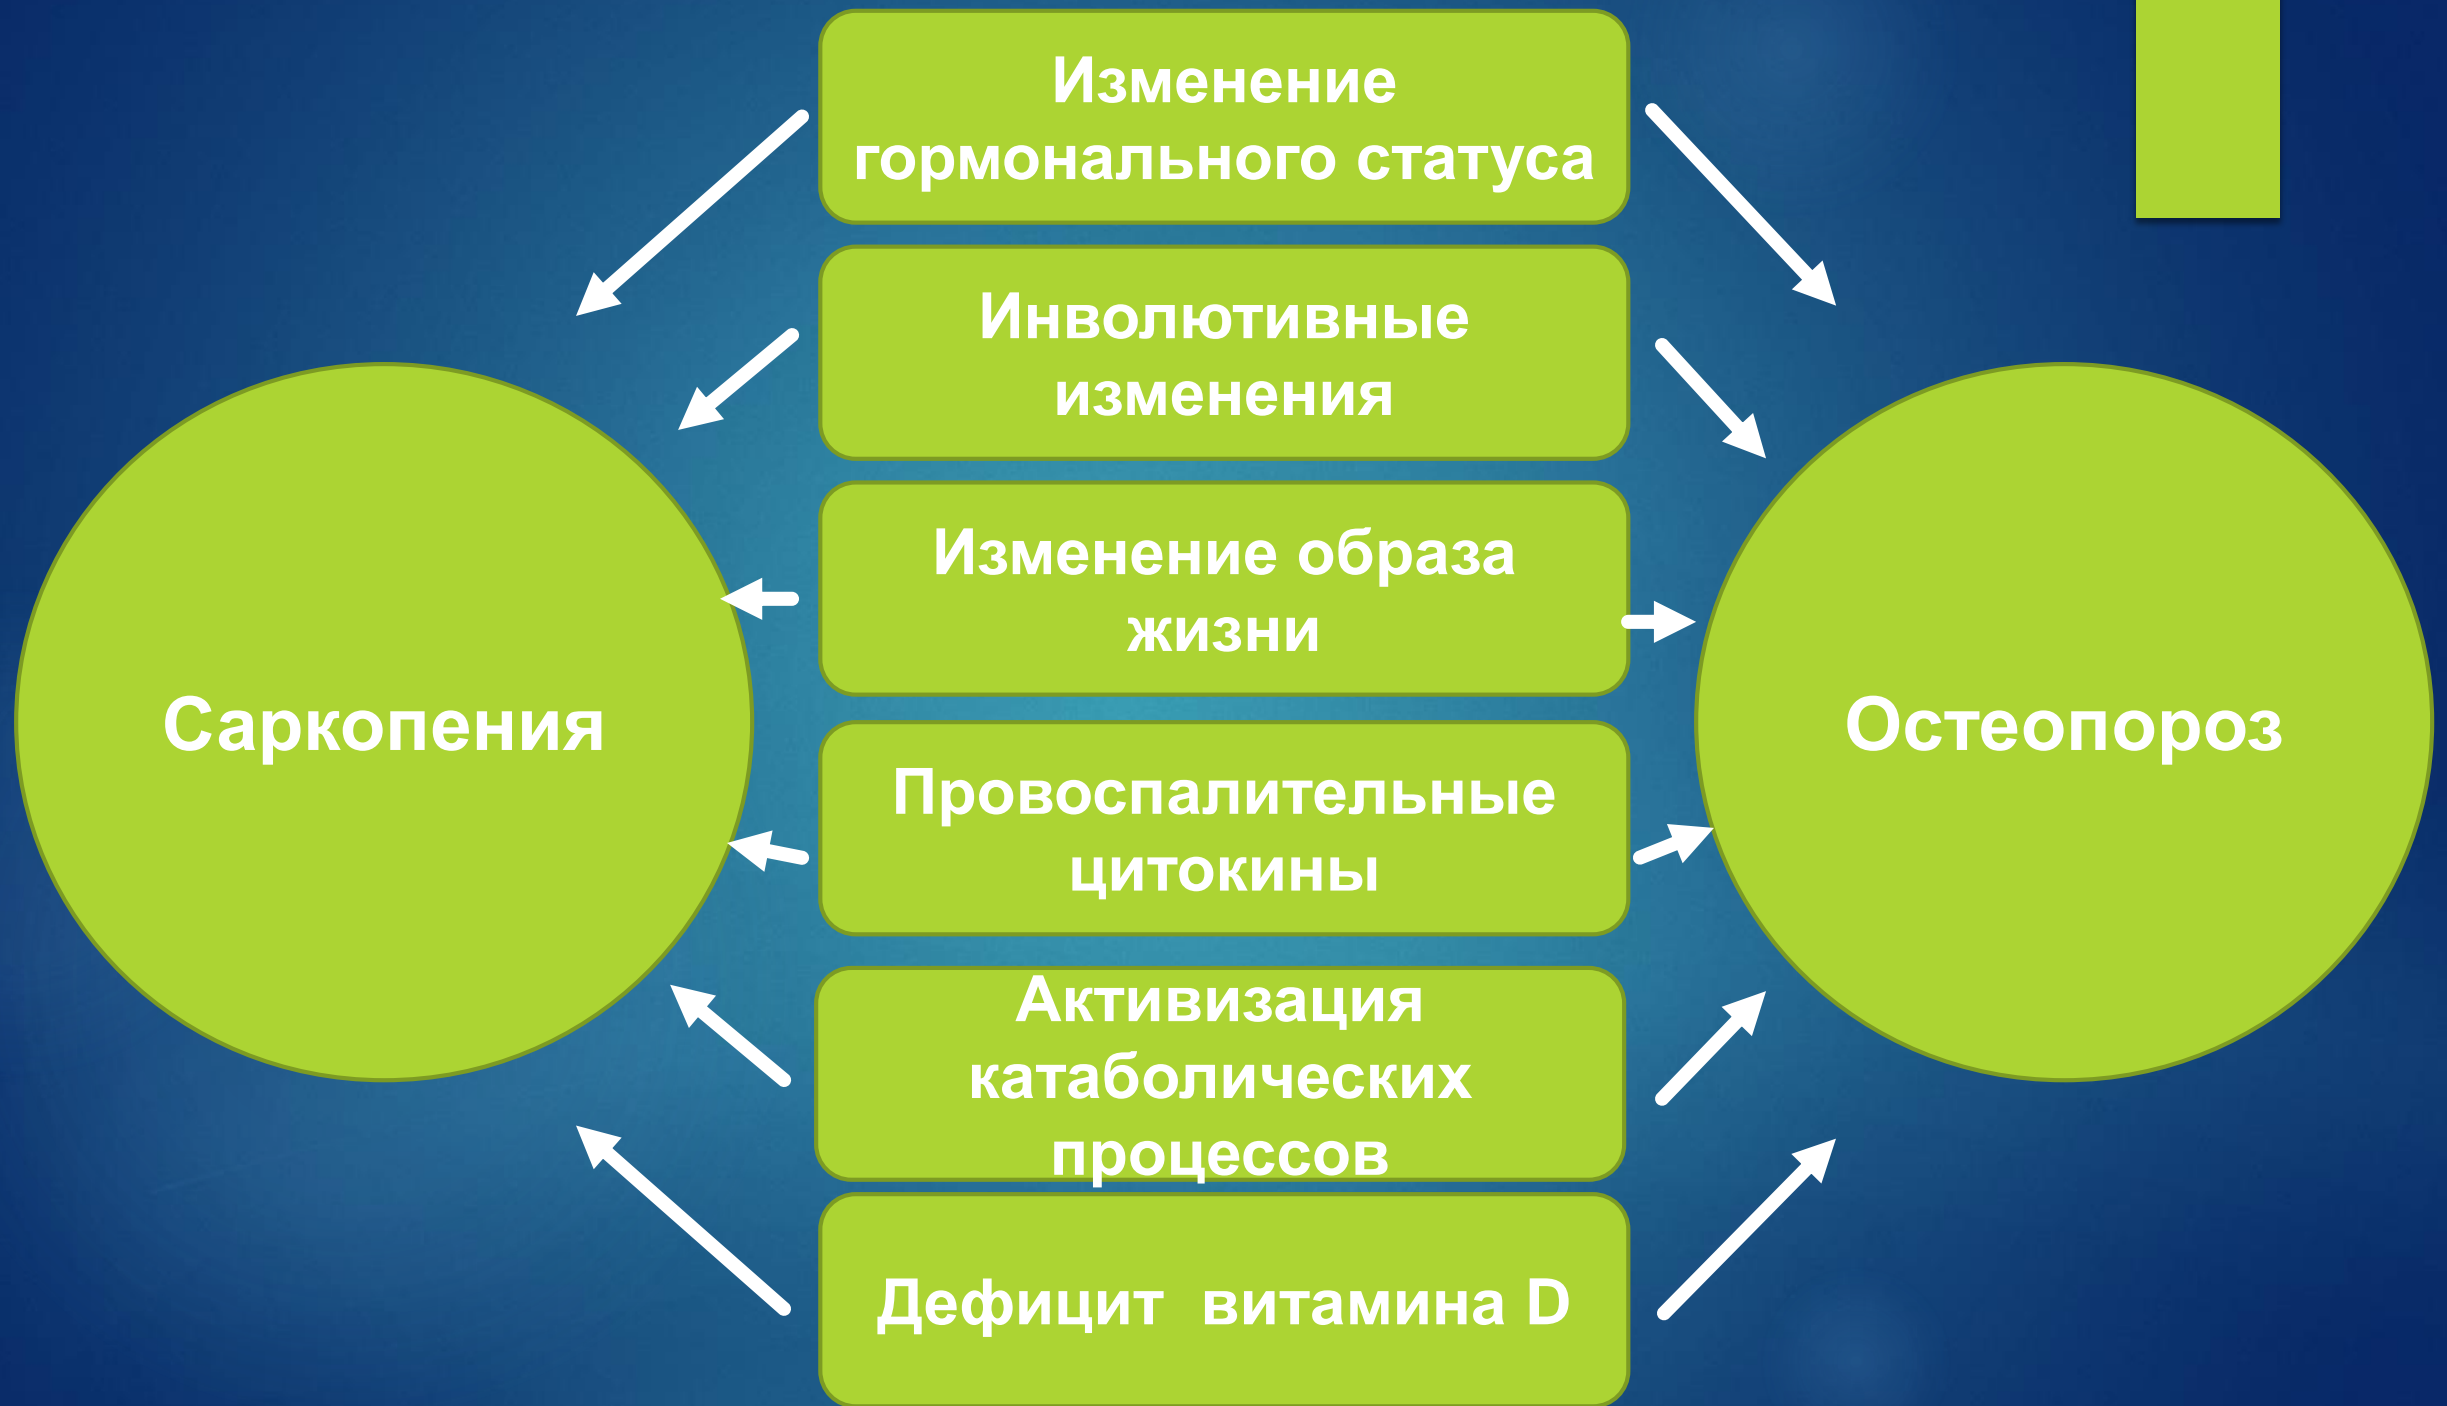 Изменение
гормонального статуса
Инволютивные
изменения
Изменение образа
жизни
Саркопения
Остеопороз
Провоспалительные
цитокины
Активизация
катаболических
процессов
Дефицит  витамина D